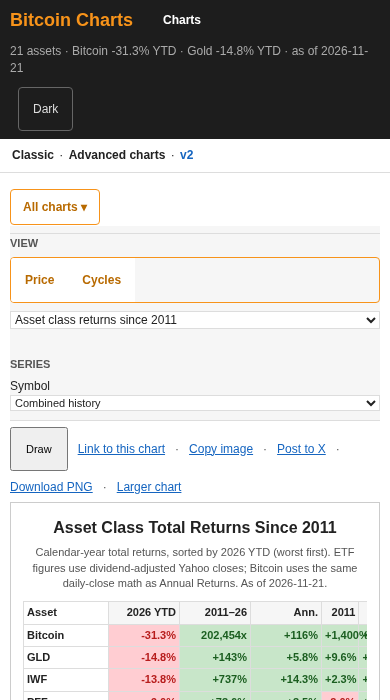 Bitcoin Charts Charts
21 assets · Bitcoin -31.3% YTD · Gold -14.8% YTD · as of 2026-11-
21
Dark
Classic · Advanced charts · v2
All charts ▾
VIEW
Price Cycles
Asset class returns since 2011
SERIES
Symbol
Combined history
Draw Link to this chart · Copy image · Post to X ·
Download PNG · Larger chart
Asset Class Total Returns Since 2011
Calendar-year total returns, sorted by 2026 YTD (worst first). ETF
figures use dividend-adjusted Yahoo closes; Bitcoin uses the same
daily-close math as Annual Returns. As of 2026-11-21.
Asset 2026 YTD 2011–26 Ann. 2011
Bitcoin -31.3% 202,454x +116% +1,400%
GLD -14.8% +143% +5.8% +9.6%
IWF -13.8% +737% +14.3% +2.3%